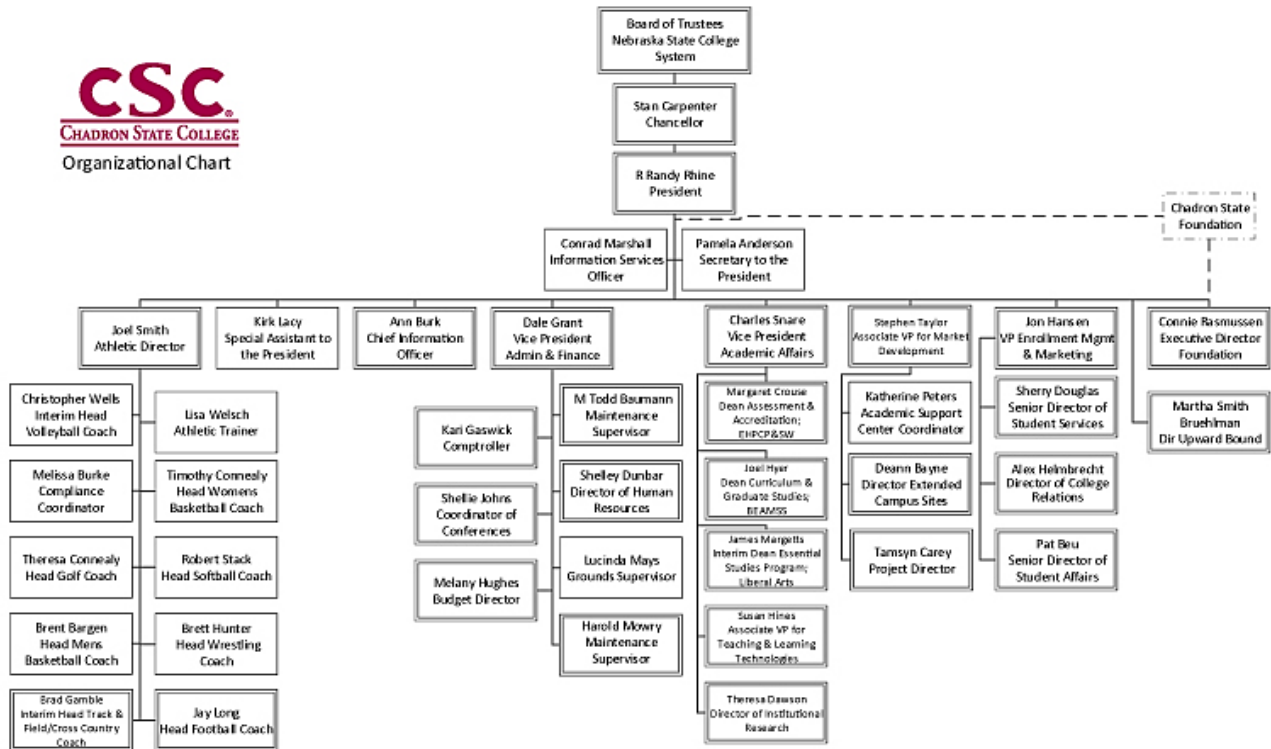 Board of Trustees
Nebraska State College
System
CSC®
CHADRON STATE COLLEGE
Organizational Chart
Stan Carpenter
Chancellor
R Randy Rhine
President
Chadron State
Foundation
Conrad Marshall
Information Services
Officer
Pamela Anderson
Secretary to the
President
Joel Smith
Athletic Director
Kirk Lacy
Special Assistant to
the President
Ann Burk
Chief Information
Officer
Dale Grant
Vice President
Admin & Finance
Charles Snare
Vice President
Academic Affairs
Stephen Taylor
Associate VP for Market
Development
Jon Hansen
VP Enrollment Mgmt
& Marketing
Connie Rasmussen
Executive Director
Foundation
Christopher Wells
Interim Head
Volleyball Coach
Lisa Welsch
Athletic Trainer
Melissa Burke
Compliance
Coordinator
Timothy Connealy
Head Womens
Basketball Coach
Theresa Connealy
Head Golf Coach
Robert Stack
Head Softball Coach
Brent Bargen
Head Mens
Basketball Coach
Brett Hunter
Head Wrestling
Coach
Brad Gamble
Interim Head Track &
Field/Cross Country
Coach
Jay Long
Head Football Coach
Kari Gaswick
Comptroller
Shellie Johns
Coordinator of
Conferences
Melany Hughes
Budget Director
M Todd Baumann
Maintenance
Supervisor
Shelley Dunbar
Director of Human
Resources
Lucinda Mays
Grounds Supervisor
Harold Mowry
Maintenance
Supervisor
Margaret Crouse
Dean Assessment &
Accreditation;
EHPCP&SW
Joel Hyer
Dean Curriculum &
Graduate Studies;
BEAMSS
James Margetts
Interim Dean Essential
Studies Program;
Liberal Arts
Susan Hines
Associate VP for
Teaching & Learning
Technologies
Theresa Dawson
Director of Institutional
Research
Katherine Peters
Academic Support
Center Coordinator
Deann Bayne
Director Extended
Campus Sites
Tamsyn Carey
Project Director
Sherry Douglas
Senior Director of
Student Services
Alex Helmbrecht
Director of College
Relations
Pat Beu
Senior Director of
Student Affairs
Martha Smith
Bruehlman
Dir Upward Bound